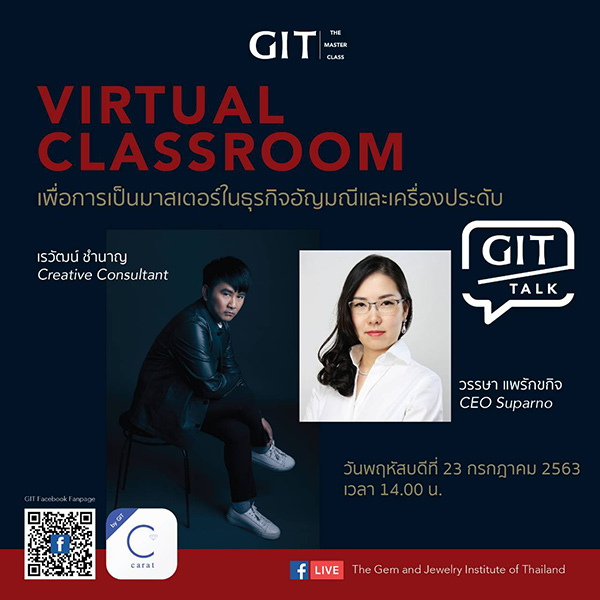 GIT THE MASTER CLASS
VIRTUAL
CLASSROOM
เพื่อการเป็นมาสเตอร์ในธุรกิจอัญมณีและเครื่องประดับ
เรวัฒน์ ชำนาญ
Creative Consultant
GIT
TALK
วรรษา แพรักขกิจ
CEO Suparno
วันพฤหัสบดีที่ 23 กรกฎาคม 2563
เวลา 14.00 น.
GIT Facebook Fanpage
by GIT
C
carat
f LIVE The Gem and Jewelry Institute of Thailand